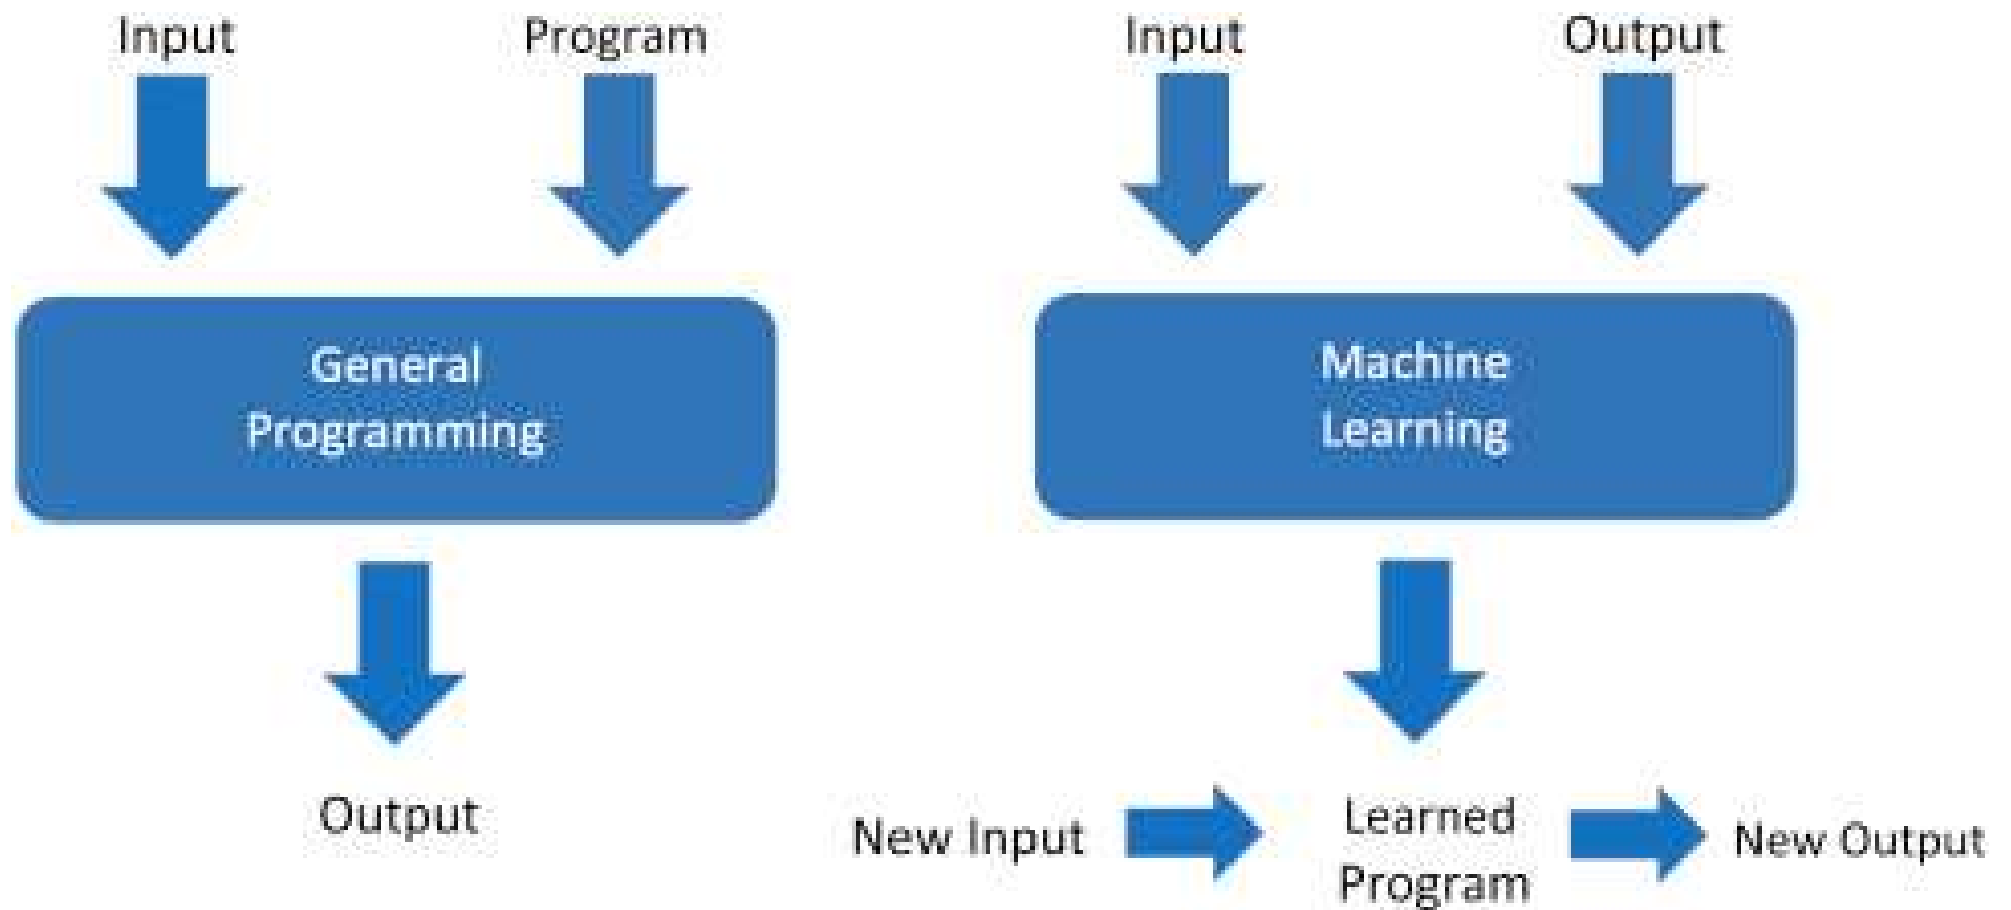 Input
Program
General
Programming
Output
Input
Output
Machine
Learning
New Input
Learned
Program
New Output